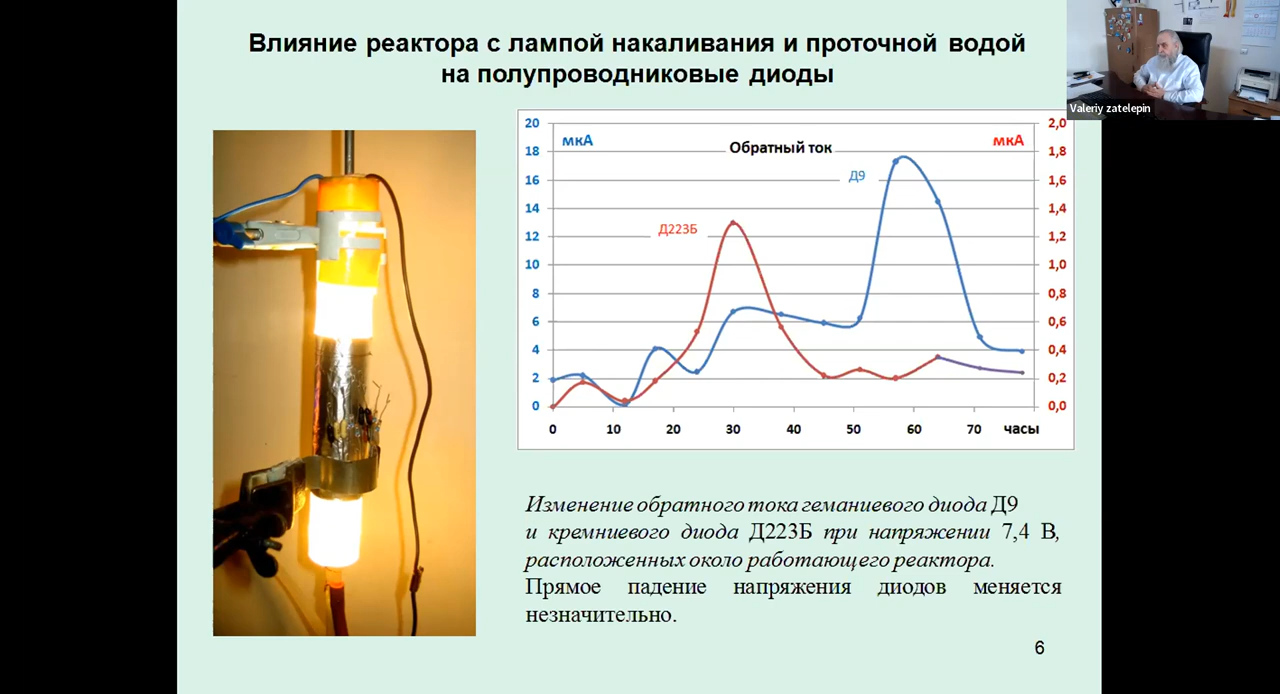 Влияние реактора с лампой накаливания и проточной водой
на полупроводниковые диоды
Valeriy zatelepin
20
18
16
14
12
10
8
6
4
2
0
мкА
Обратный ток
мкА
Д9
Д223Б
2,0
1,8
1,6
1,4
1,2
1,0
0,8
0,6
0,4
0,2
0,0
0 10 20 30 40 50 60 70 часы
Изменение обратного тока геманиевого диода Д9
и кремниевого диода Д223Б при напряжении 7,4 В,
расположенных около работающего реактора.
Прямое падение напряжения диодов меняется
незначительно.
6